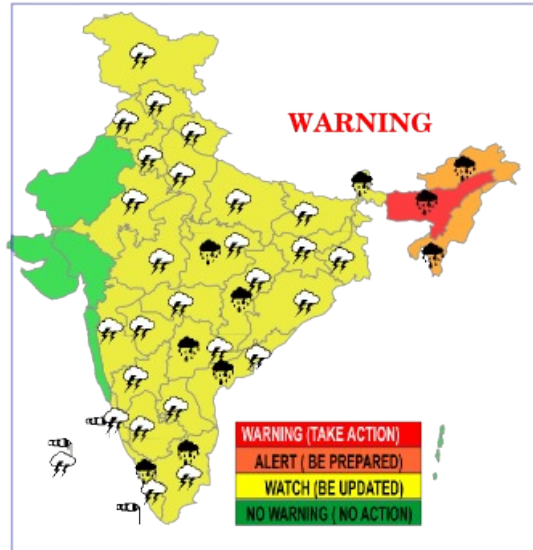 WARNING
WARNING (TAKE ACTION)
ALERT ( BE PREPARED)
WATCH (BE UPDATED)
NO WARNING ( NO ACTION)